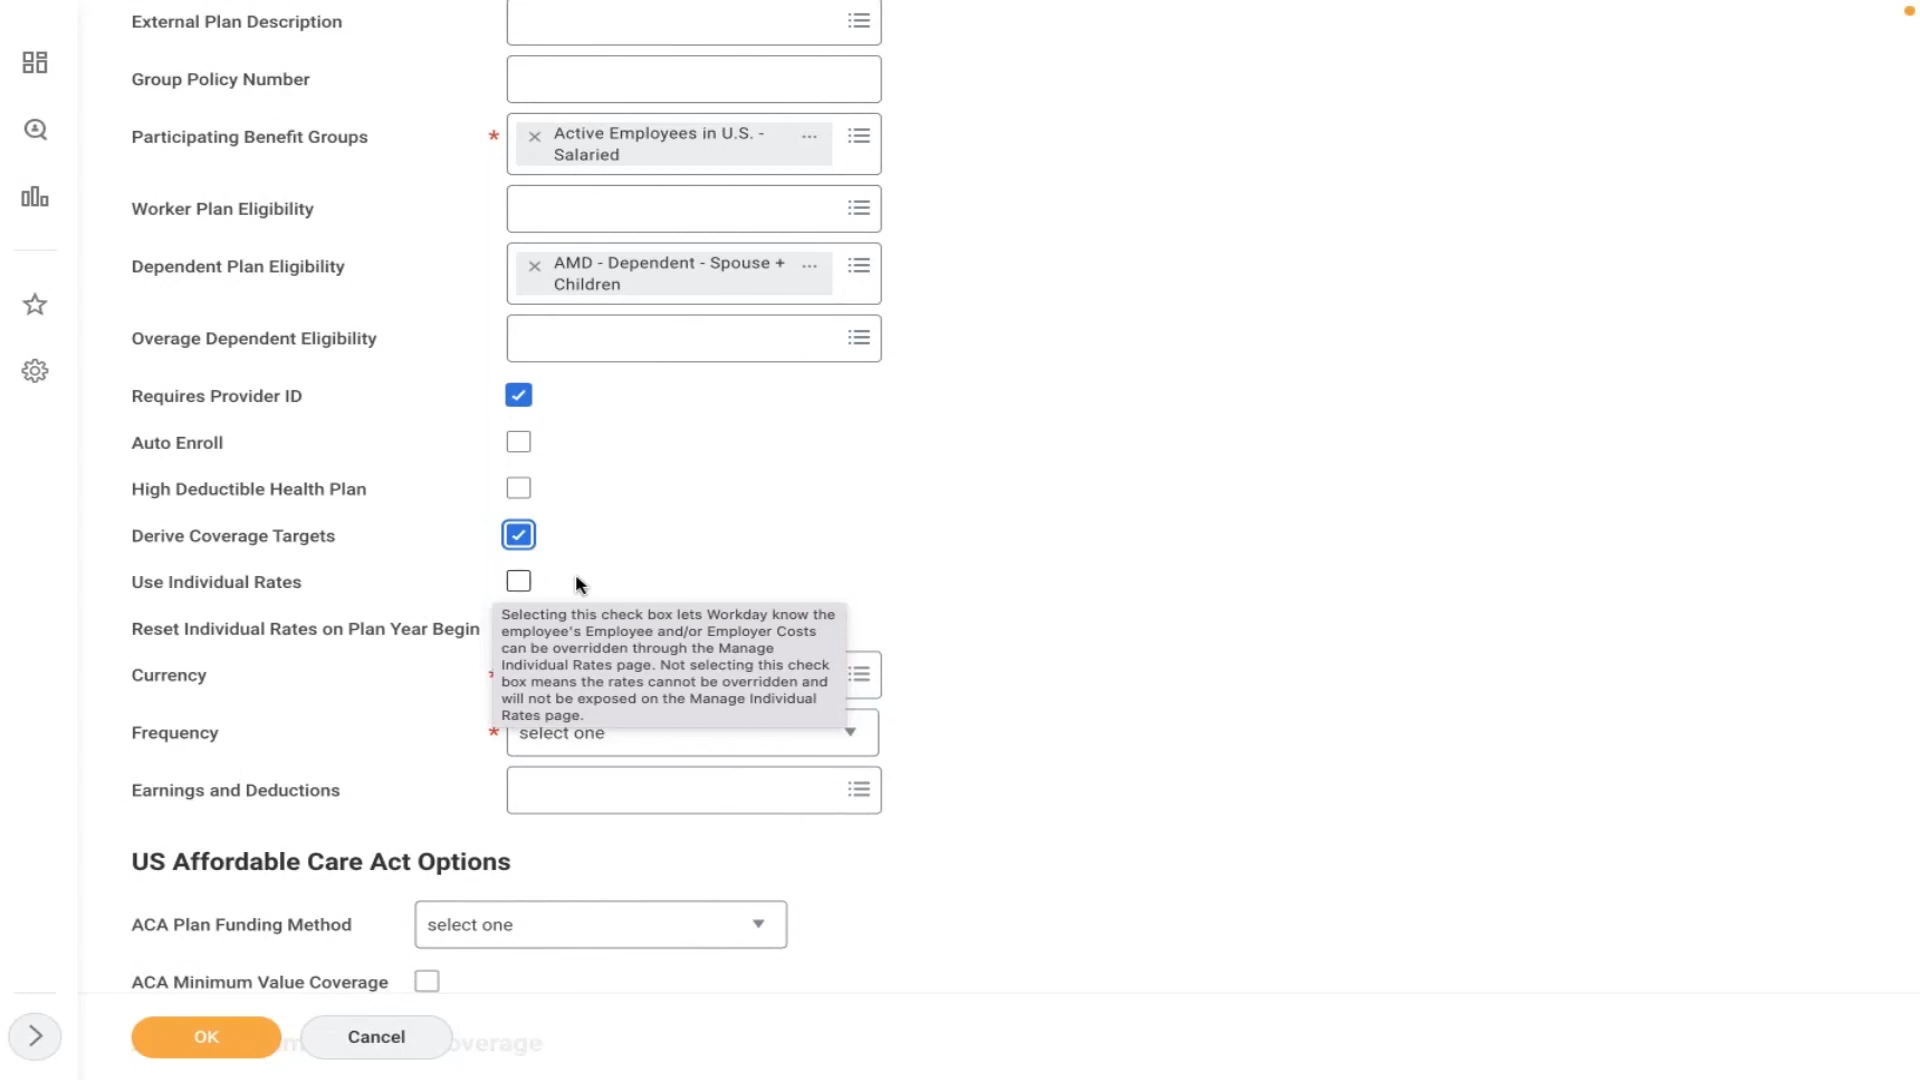 External Plan Description
Group Policy Number
Participating Benefit Groups
*
Active Employees in U.S. -
Salaried
Worker Plan Eligibility
Dependent Plan Eligibility
AMD - Dependent - Spouse +
Children
Overage Dependent Eligibility
Requires Provider ID
Auto Enroll
High Deductible Health Plan
Derive Coverage Targets
Use Individual Rates
Selecting this check box lets Workday know the
employee's Employee and/or Employer Costs
can be overridden through the Manage
Individual Rates page. Not selecting this check
box means the rates cannot be overridden and
will not be exposed on the Manage Individual
Rates page.
Reset Individual Rates on Plan Year Begin
Currency
Frequency
*
select one
Earnings and Deductions
US Affordable Care Act Options
ACA Plan Funding Method
select one
ACA Minimum Value Coverage
OK
Cancel
overage